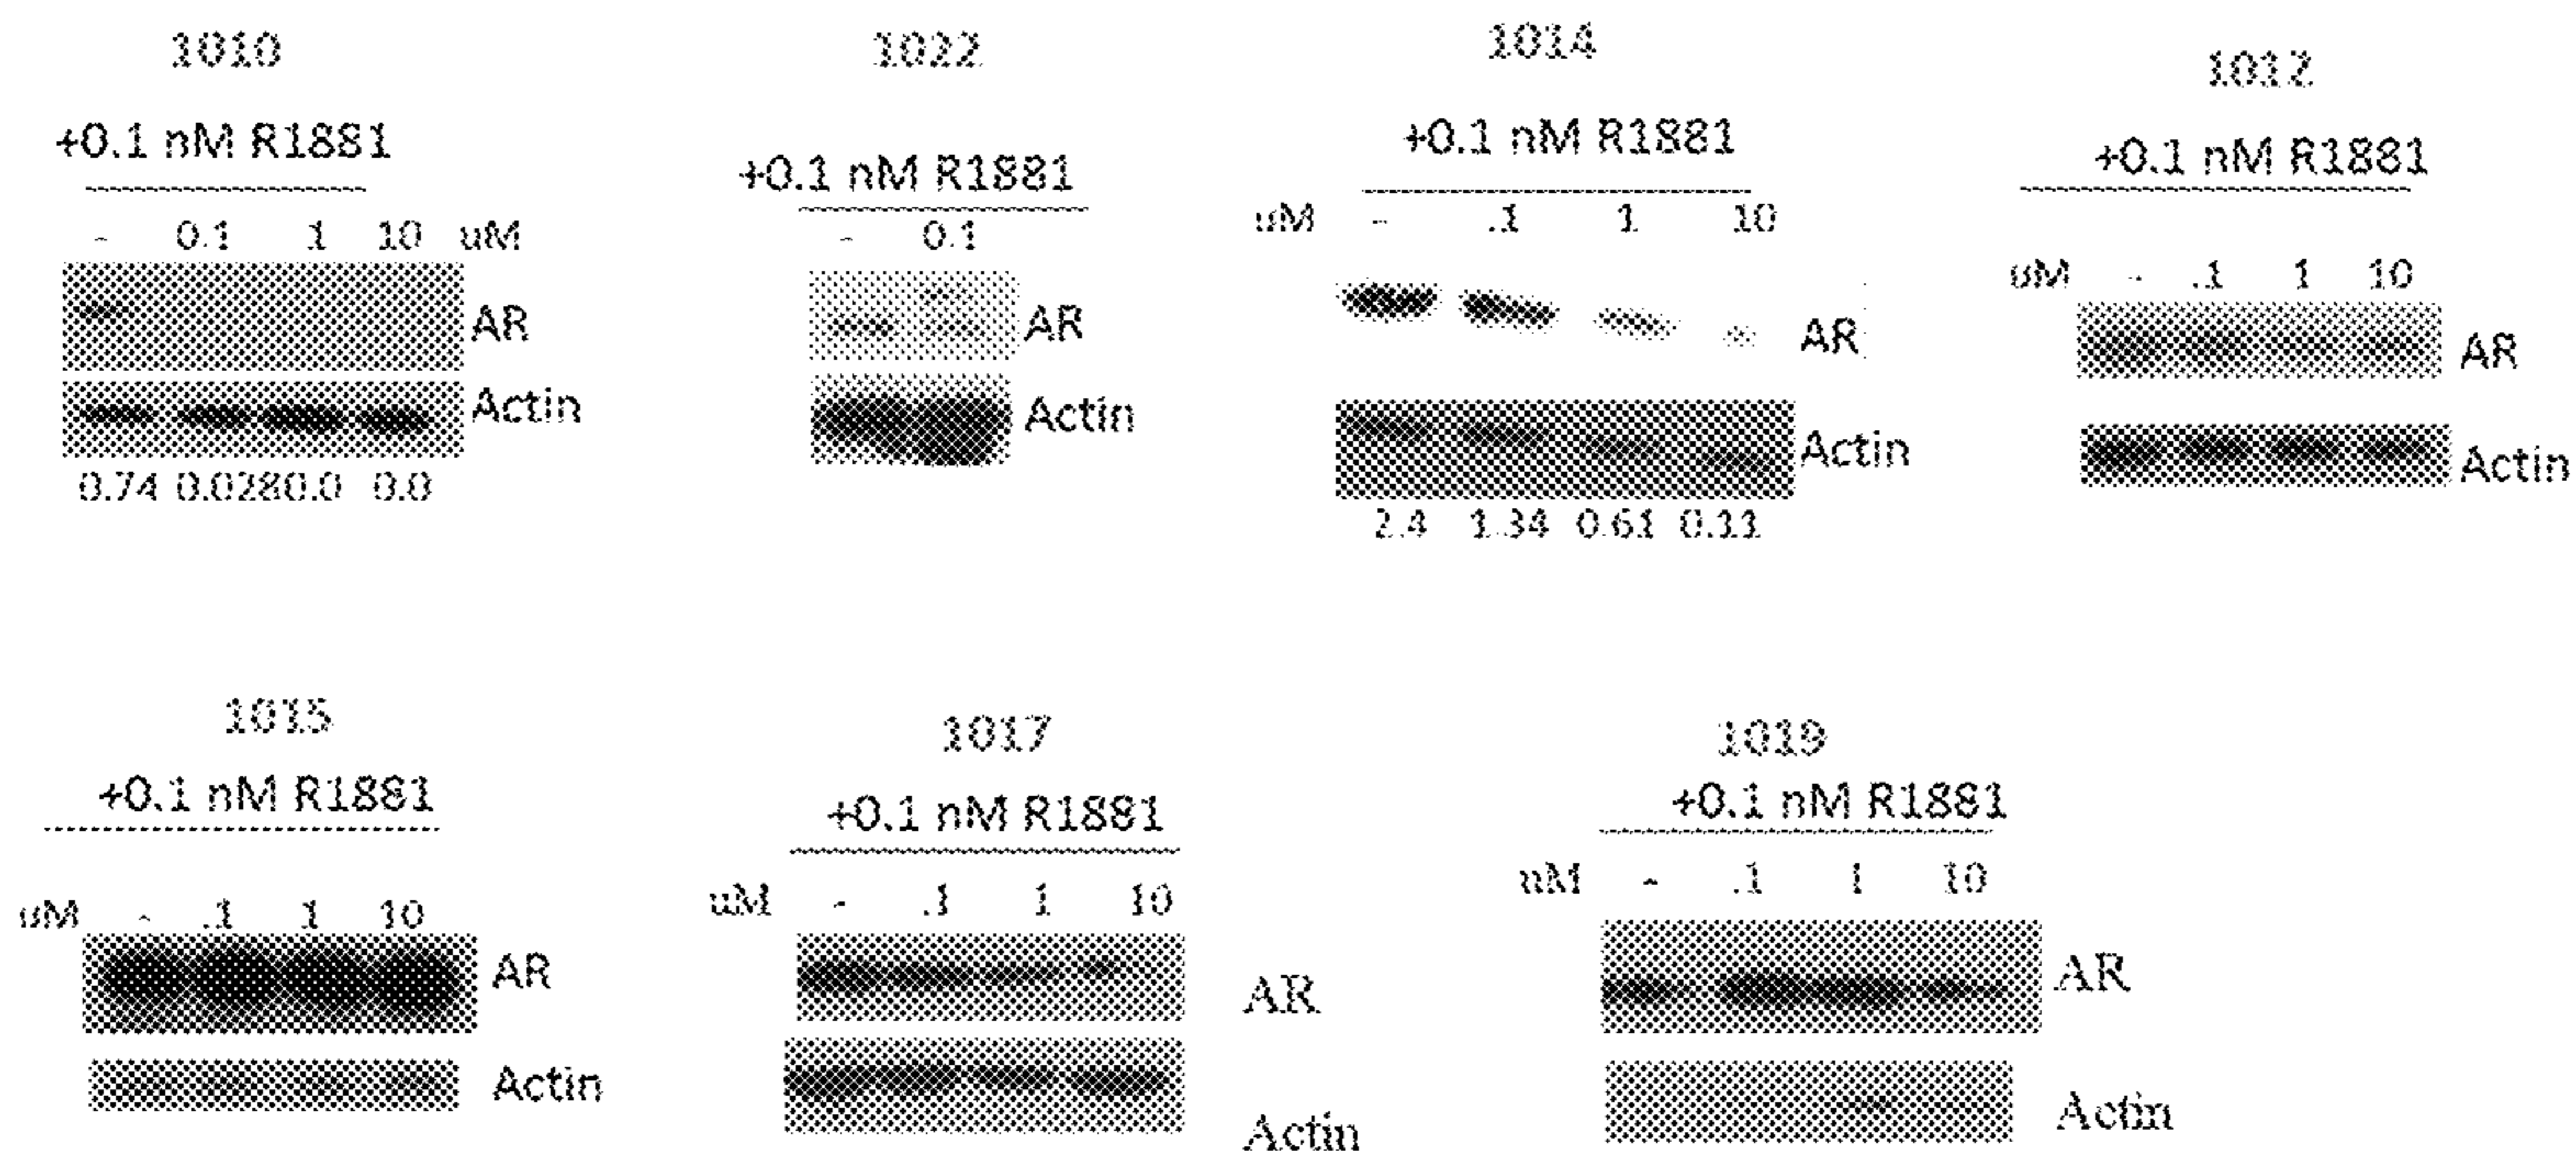 1010
+0.1 nM R1881
- 0.1 1 10 uM
AR
Actin
0.74 0.0280.0 0.0
1022
+0.1 nM R1881
- 0.1
AR
Actin
1014
+0.1 nM R1881
uM - .1 1 10
AR
Actin
2.4 1.34 0.61 0.11
1012
+0.1 nM R1881
uM - .1 1 10
AR
Actin
1015
+0.1 nM R1881
uM - .1 1 10
AR
Actin
1017
+0.1 nM R1881
uM - .1 1 10
AR
Actin
1019
+0.1 nM R1881
uM - .1 1 10
AR
Actin